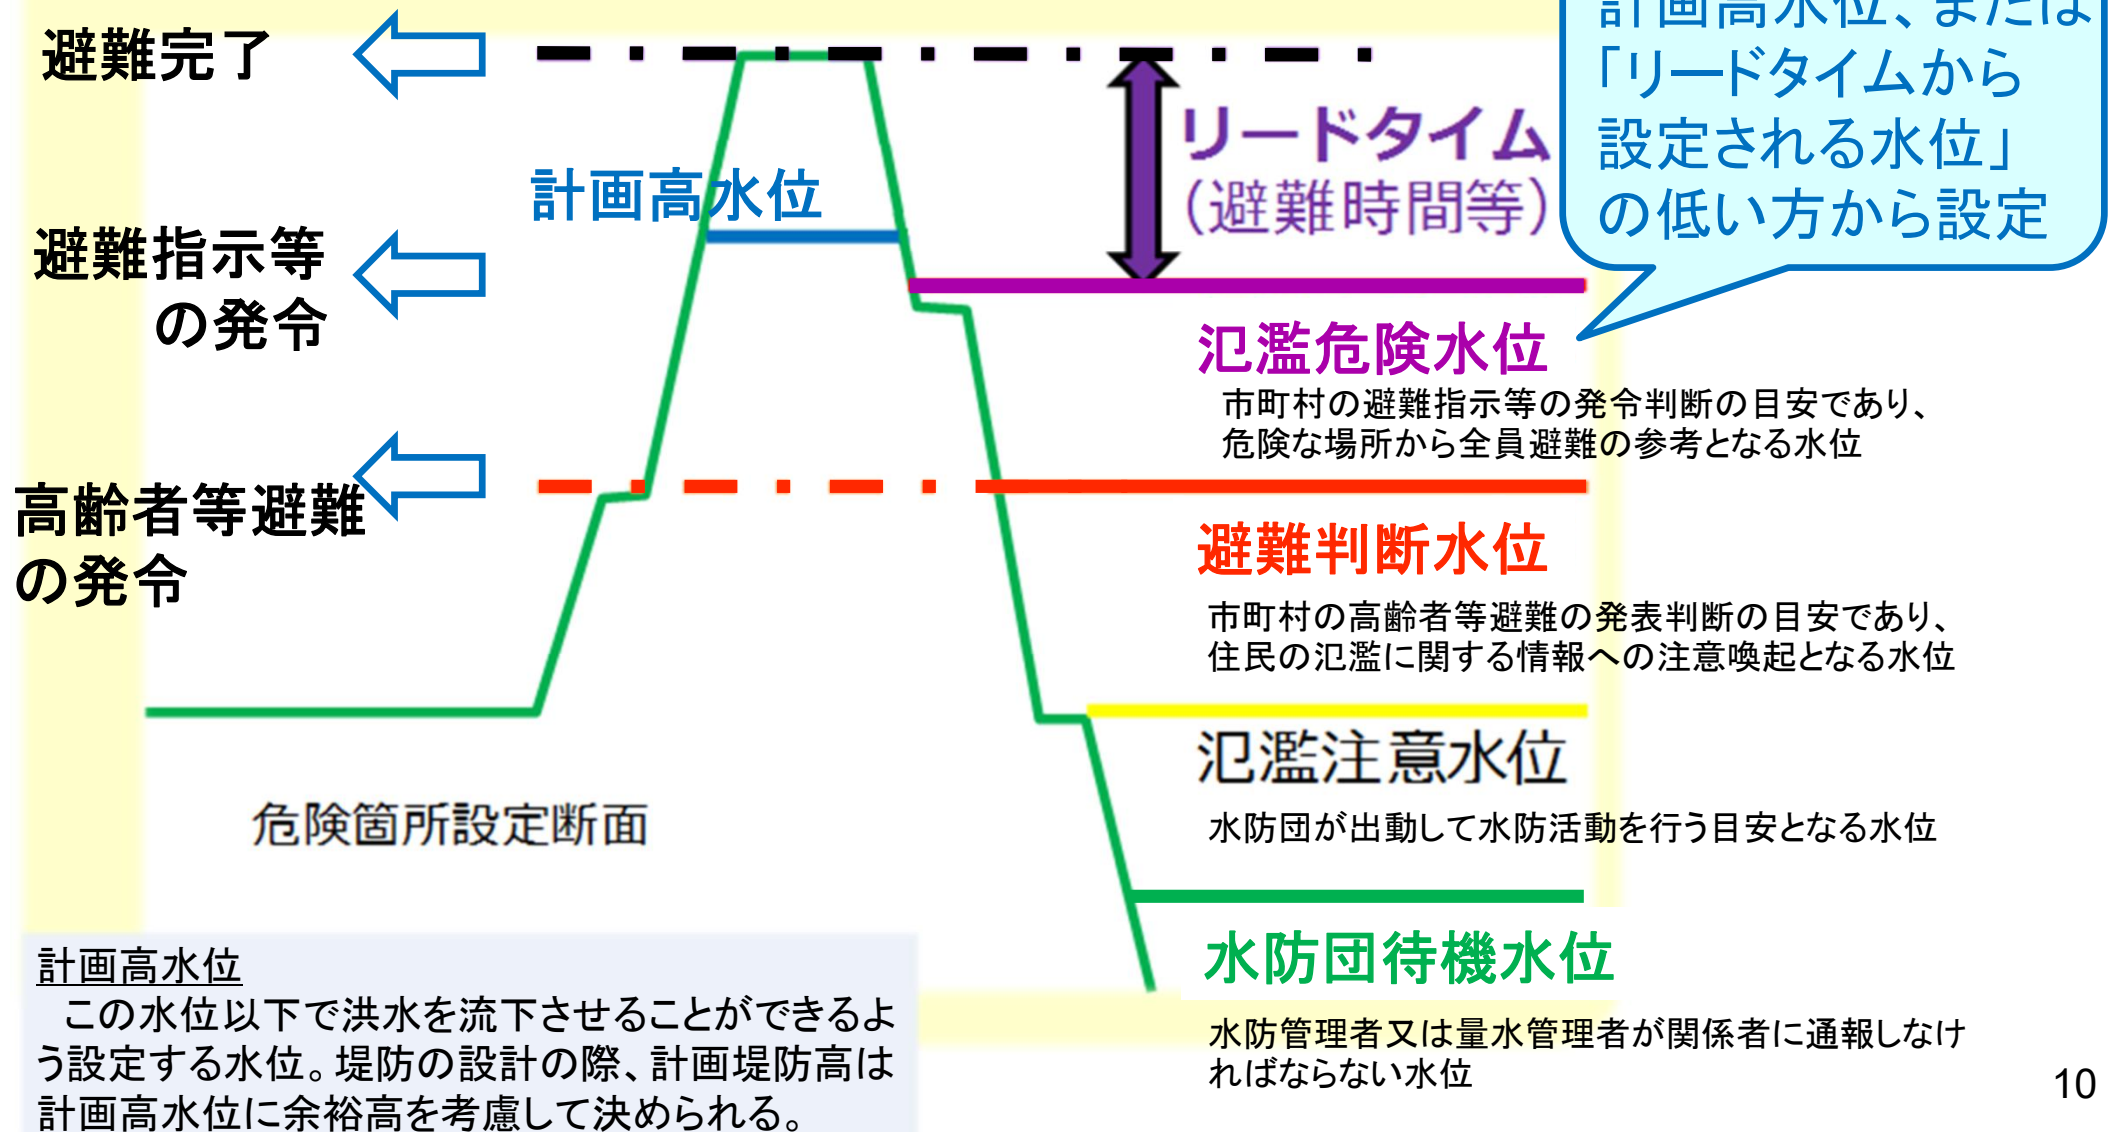 避難完了
計画高水位、または
「リードタイムから
設定される水位」
の低い方から設定
リードタイム
(避難時間等)
計画高水位
避難指示等
の発令
氾濫危険水位
市町村の避難指示等の発令判断の目安であり、
危険な場所から全員避難の参考となる水位
高齢者等避難
の発令
避難判断水位
市町村の高齢者等避難の発表判断の目安であり、
住民の氾濫に関する情報への注意喚起となる水位
氾濫注意水位
水防団が出動して水防活動を行う目安となる水位
危険箇所設定断面
水防団待機水位
水防管理者又は量水管理者が関係者に通報しなけ
ればならない水位
計画高水位
この水位以下で洪水を流下させることができるよ
う設定する水位。堤防の設計の際、計画堤防高は
計画高水位に余裕高を考慮して決められる。
10